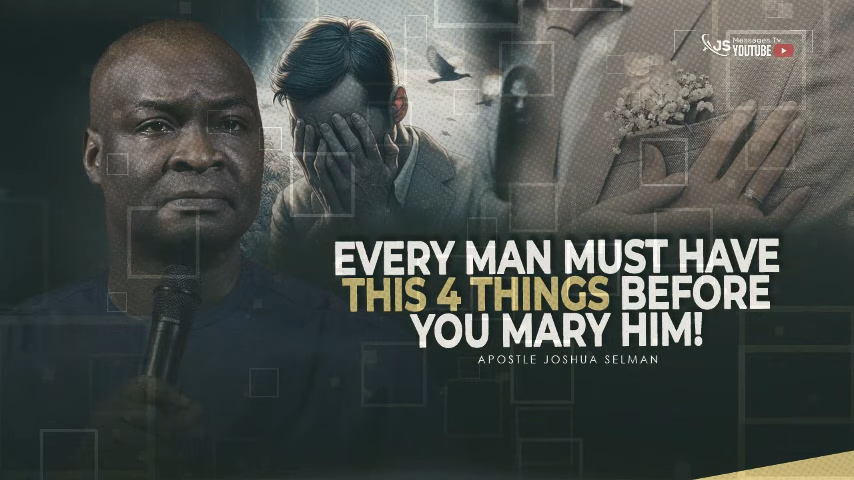 JS Messages Tv
YOUTUBE
EVERY MAN MUST HAVE
THIS 4 THINGS BEFORE
YOU MARY HIM!
APOSTLE JOSHUA SELMAN